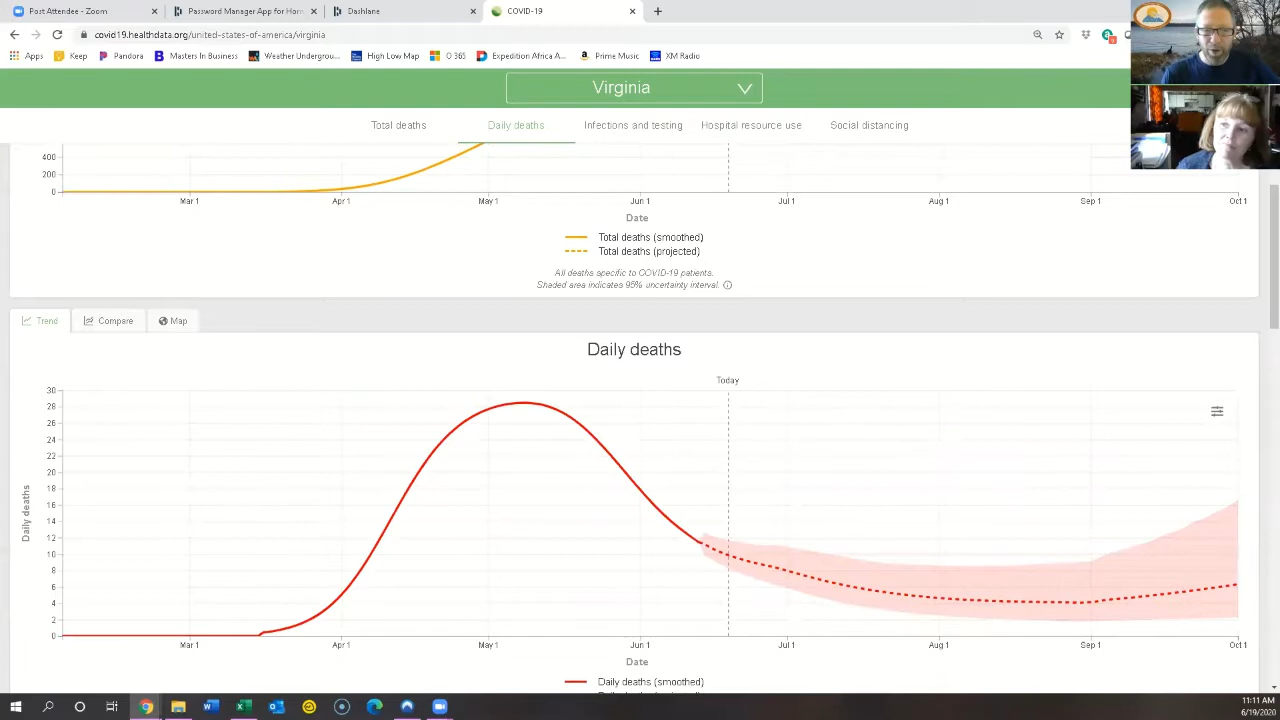 Post Attendee - Zoom
Password Manager App for Hom
Dashlane
COVID-19
covid19.healthdata.org/united-states-of-america/virginia
Apps Keep Pandora Masters In Business Weather Undergrou... High Low Map O 365 Expedition Africa A... Prime Music XM Radio
Virginia
Total deaths Daily deaths Infections and testing Hospital resource use Social distancing
400
200
0
Mar 1 Apr 1 May 1 Jun 1 Jul 1 Aug 1 Sep 1 Oct 1
Date
Total deaths (smoothed)
Total deaths (projected)
All deaths specific to COVID-19 patients.
Shaded area indicates 95% uncertainty interval.
Trend Compare Map
Daily deaths
Today
30
28
26
24
22
20
18
16
14
12
10
8
6
4
2
0
Daily deaths
Mar 1 Apr 1 May 1 Jun 1 Jul 1 Aug 1 Sep 1 Oct 1
Date
Daily deaths (smoothed)
11:11 AM
6/19/2020